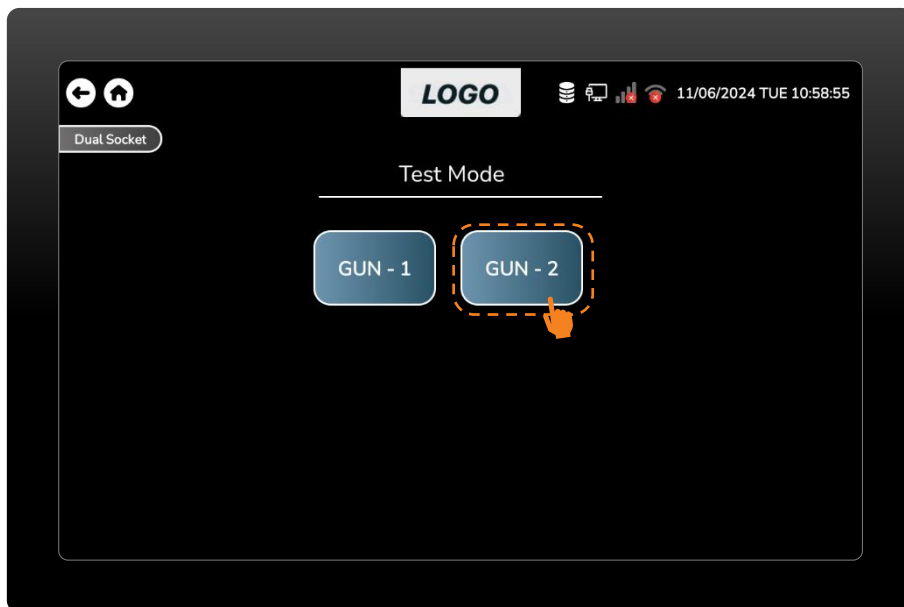 LOGO
11/06/2024 TUE 10:58:55
Dual Socket
Test Mode
GUN - 1
GUN - 2